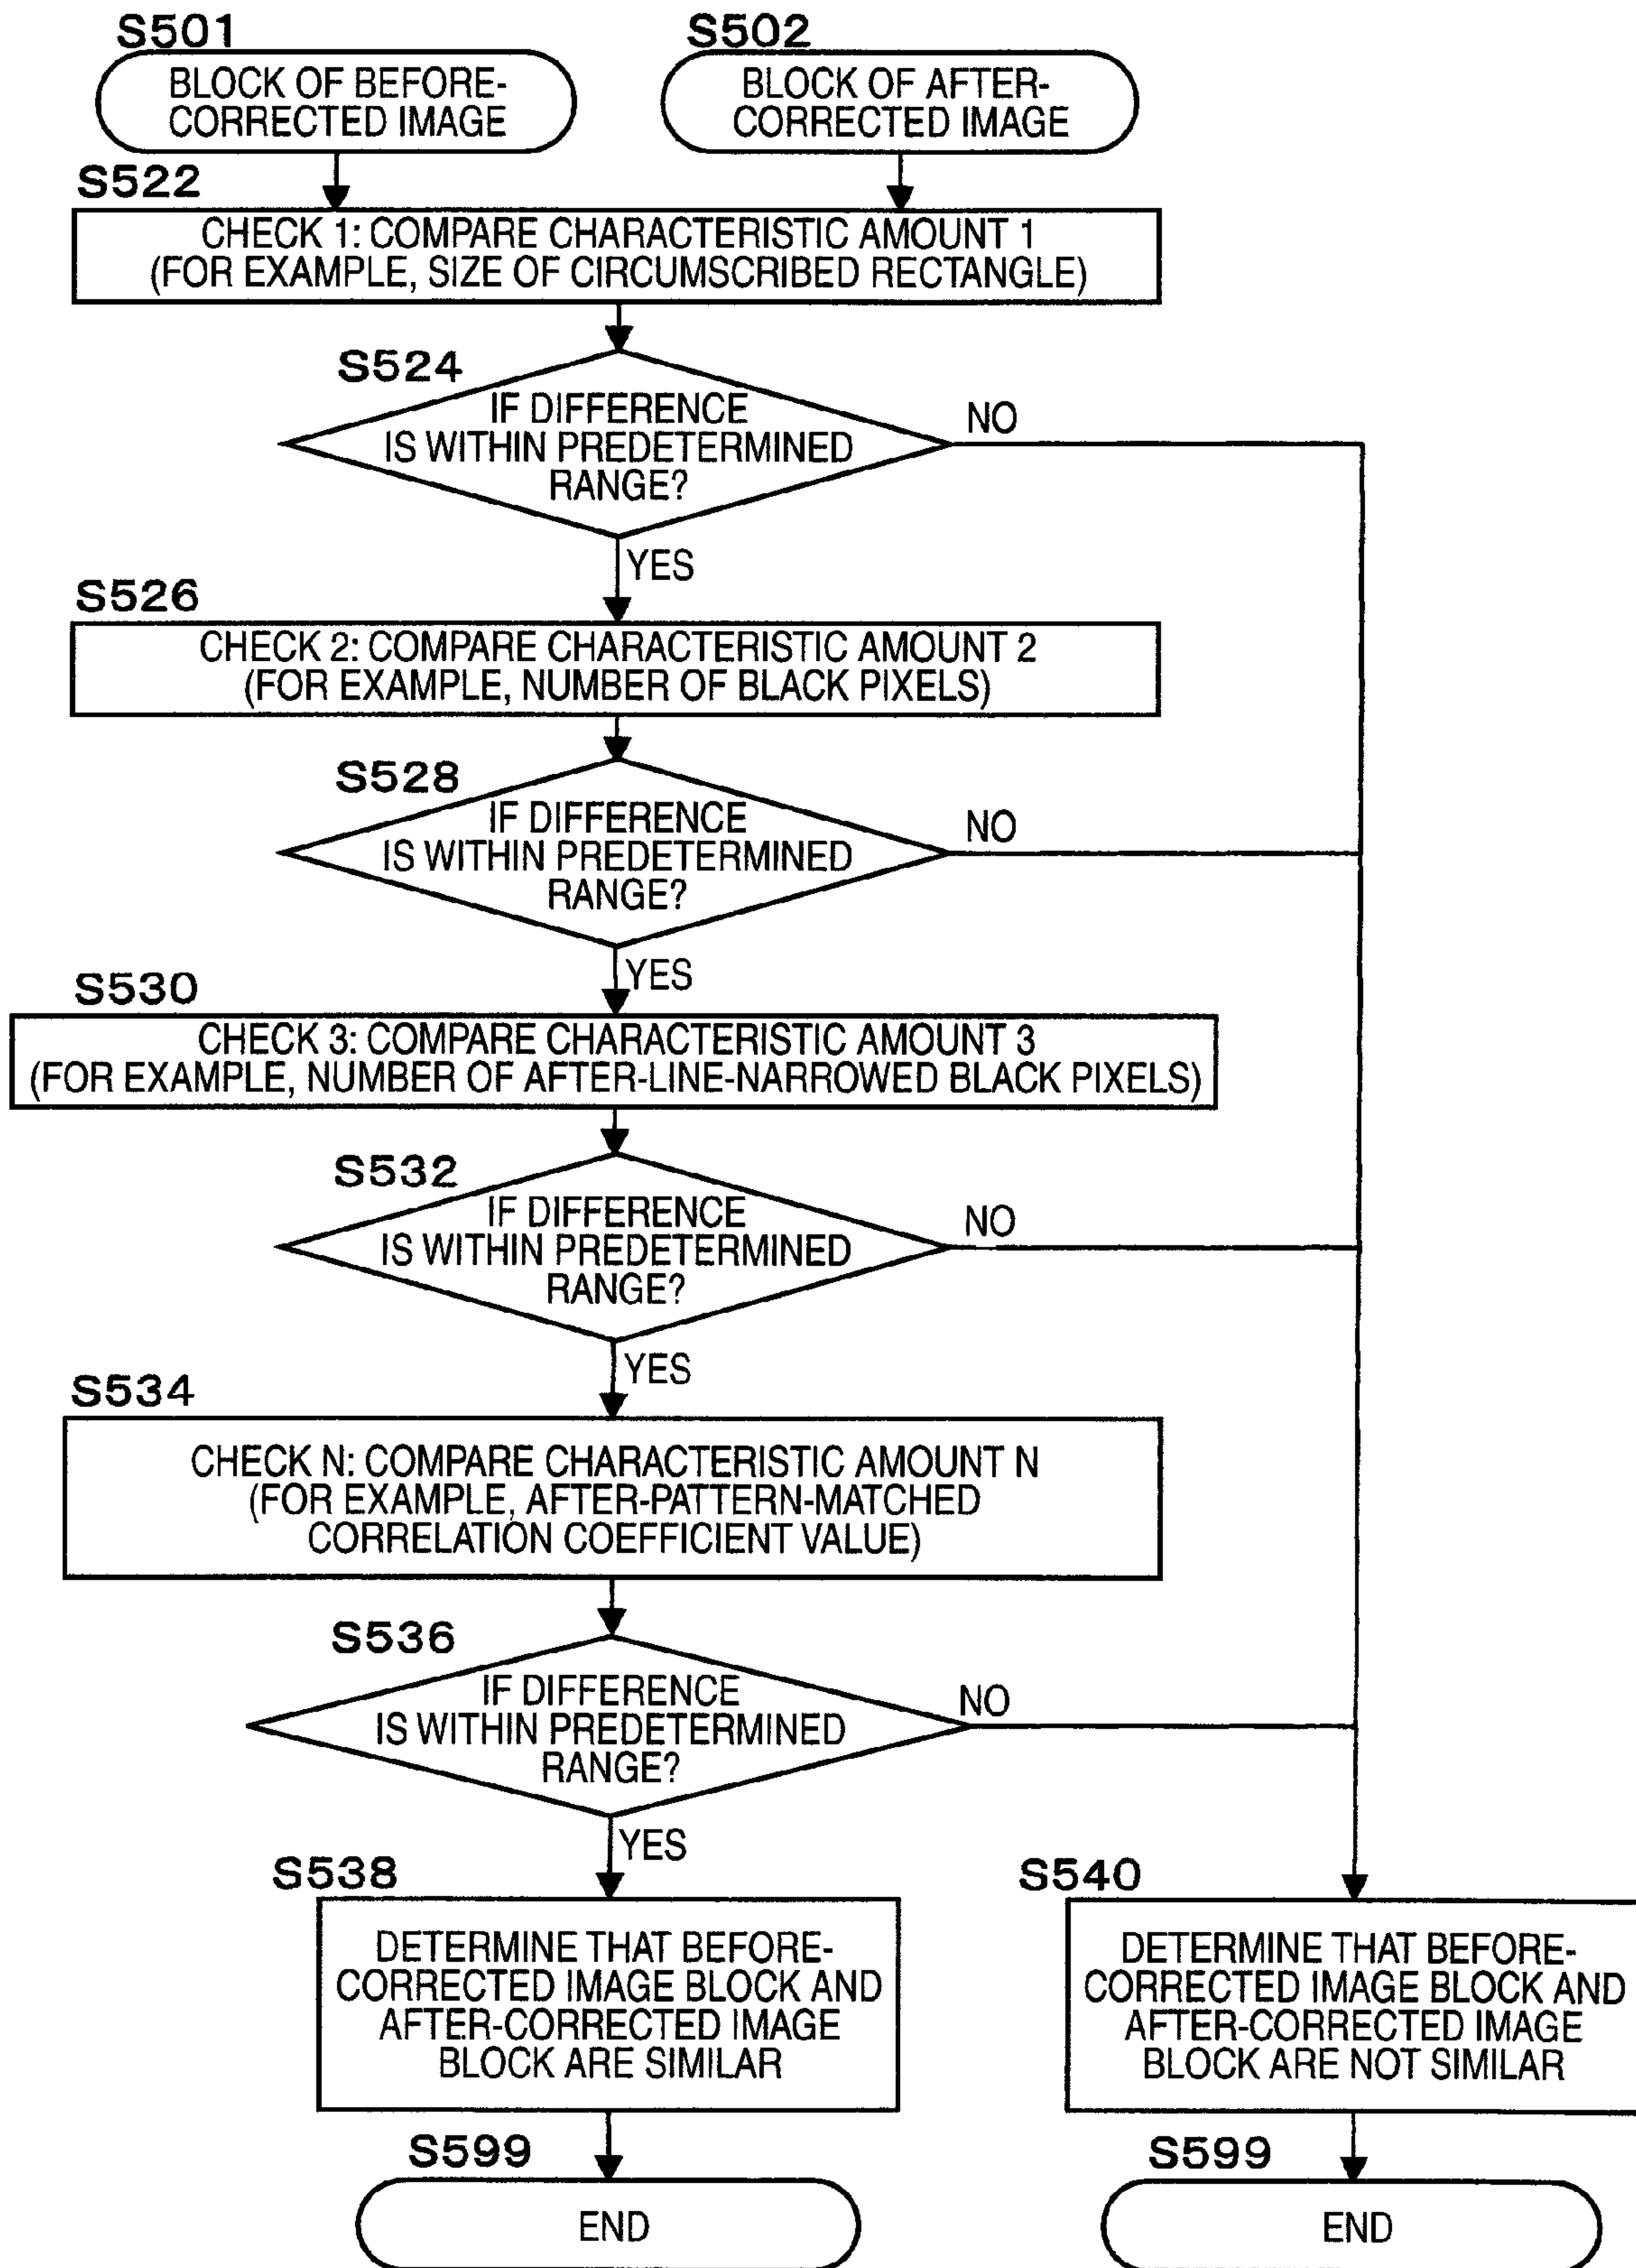 S501
BLOCK OF BEFORE-
CORRECTED IMAGE
S502
BLOCK OF AFTER-
CORRECTED IMAGE
S522
CHECK 1: COMPARE CHARACTERISTIC AMOUNT 1
(FOR EXAMPLE, SIZE OF CIRCUMSCRIBED RECTANGLE)
S524
IF DIFFERENCE
IS WITHIN PREDETERMINED
RANGE?
NO
YES
S526
CHECK 2: COMPARE CHARACTERISTIC AMOUNT 2
(FOR EXAMPLE, NUMBER OF BLACK PIXELS)
S528
IF DIFFERENCE
IS WITHIN PREDETERMINED
RANGE?
NO
YES
S530
CHECK 3: COMPARE CHARACTERISTIC AMOUNT 3
(FOR EXAMPLE, NUMBER OF AFTER-LINE-NARROWED BLACK PIXELS)
S532
IF DIFFERENCE
IS WITHIN PREDETERMINED
RANGE?
NO
YES
S534
CHECK N: COMPARE CHARACTERISTIC AMOUNT N
(FOR EXAMPLE, AFTER-PATTERN-MATCHED
CORRELATION COEFFICIENT VALUE)
S536
IF DIFFERENCE
IS WITHIN PREDETERMINED
RANGE?
NO
YES
S538
DETERMINE THAT BEFORE-
CORRECTED IMAGE BLOCK AND
AFTER-CORRECTED IMAGE
BLOCK ARE SIMILAR
S540
DETERMINE THAT BEFORE-
CORRECTED IMAGE BLOCK AND
AFTER-CORRECTED IMAGE
BLOCK ARE NOT SIMILAR
S599
END
S599
END